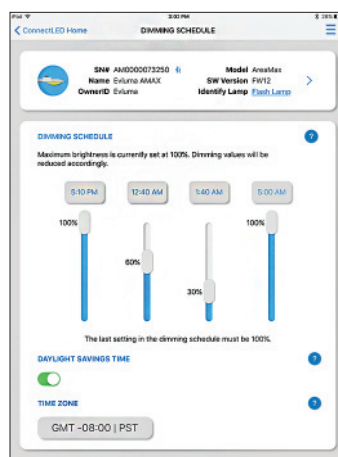 iPad
3:00 PM
28%
ConnectLED Home
DIMMING SCHEDULE
SN# AM0000073250
Model AreaMax
Name Evluma AMAX
SW Version FW12
OwnerID Evluma
Identify Lamp Flash Lamp
DIMMING SCHEDULE
Maximum brightness is currently set at 100%. Dimming values will be
reduced accordingly.
5:10 PM 12:40 AM 1:40 AM 5:00 AM
100% 100%
60%
30%
The last setting in the dimming schedule must be 100%.
DAYLIGHT SAVINGS TIME
TIME ZONE
GMT -08:00 | PST